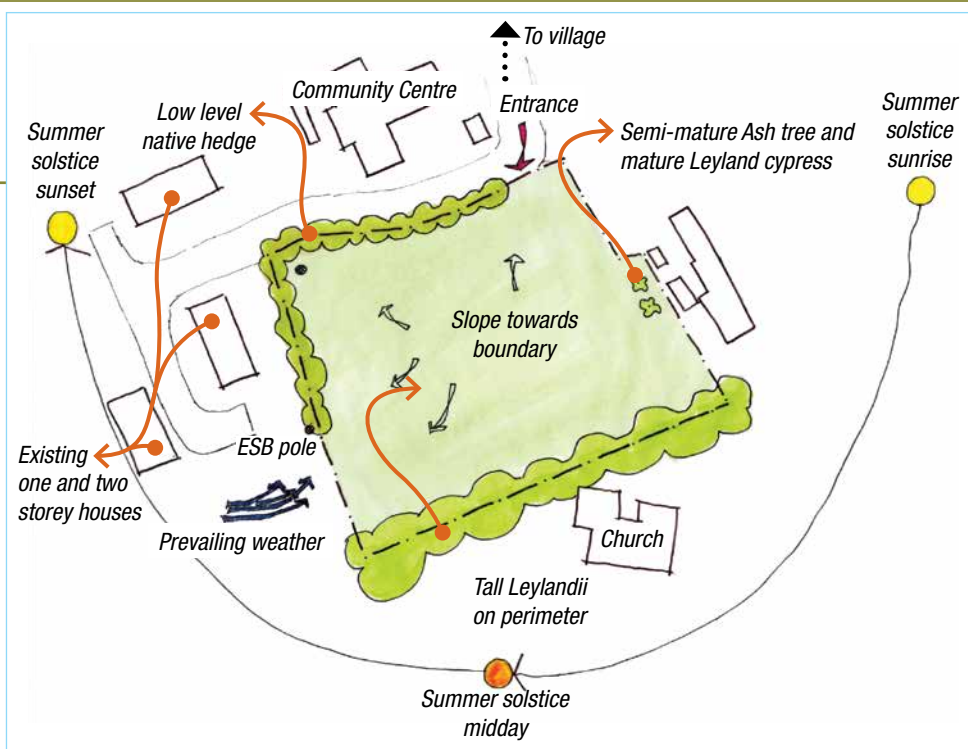 To village
Community Centre
Entrance
Low level
native hedge
Semi-mature Ash tree and
mature Leyland cypress
Summer
solstice
sunset
Summer
solstice
sunrise
Slope towards
boundary
ESB pole
Existing
one and two
storey houses
Prevailing weather
Church
Tall Leylandii
on perimeter
Summer solstice
midday